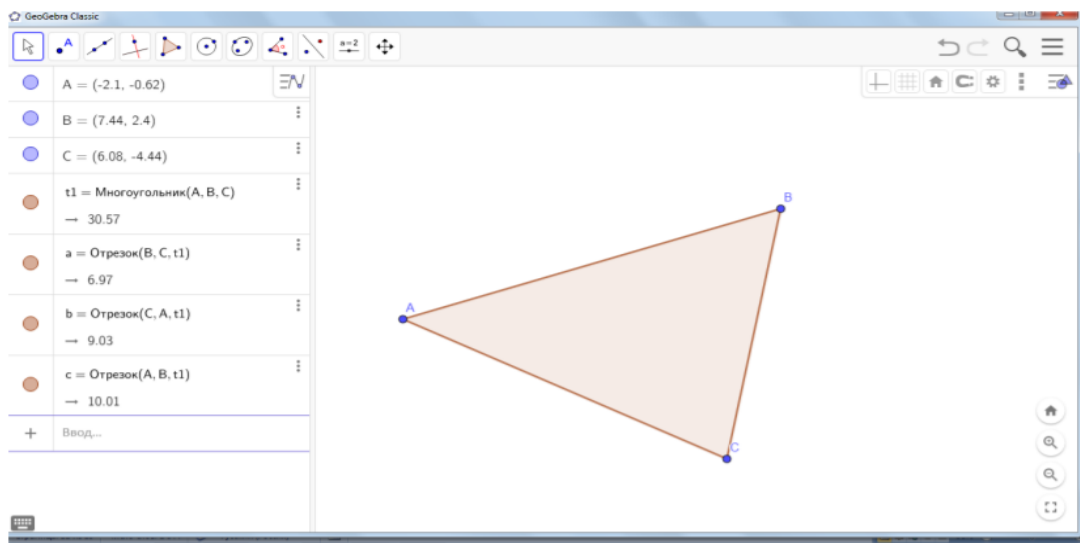 GeoGebra Classic
A
a=2
A = (-2.1, -0.62)
B = (7.44, 2.4)
C = (6.08, -4.44)
t1 = Многоугольник(A, B, C)
→ 30.57
a = Отрезок(B, C, t1)
→ 6.97
b = Отрезок(C, A, t1)
→ 9.03
c = Отрезок(A, B, t1)
→ 10.01
Ввод...
B
A
C